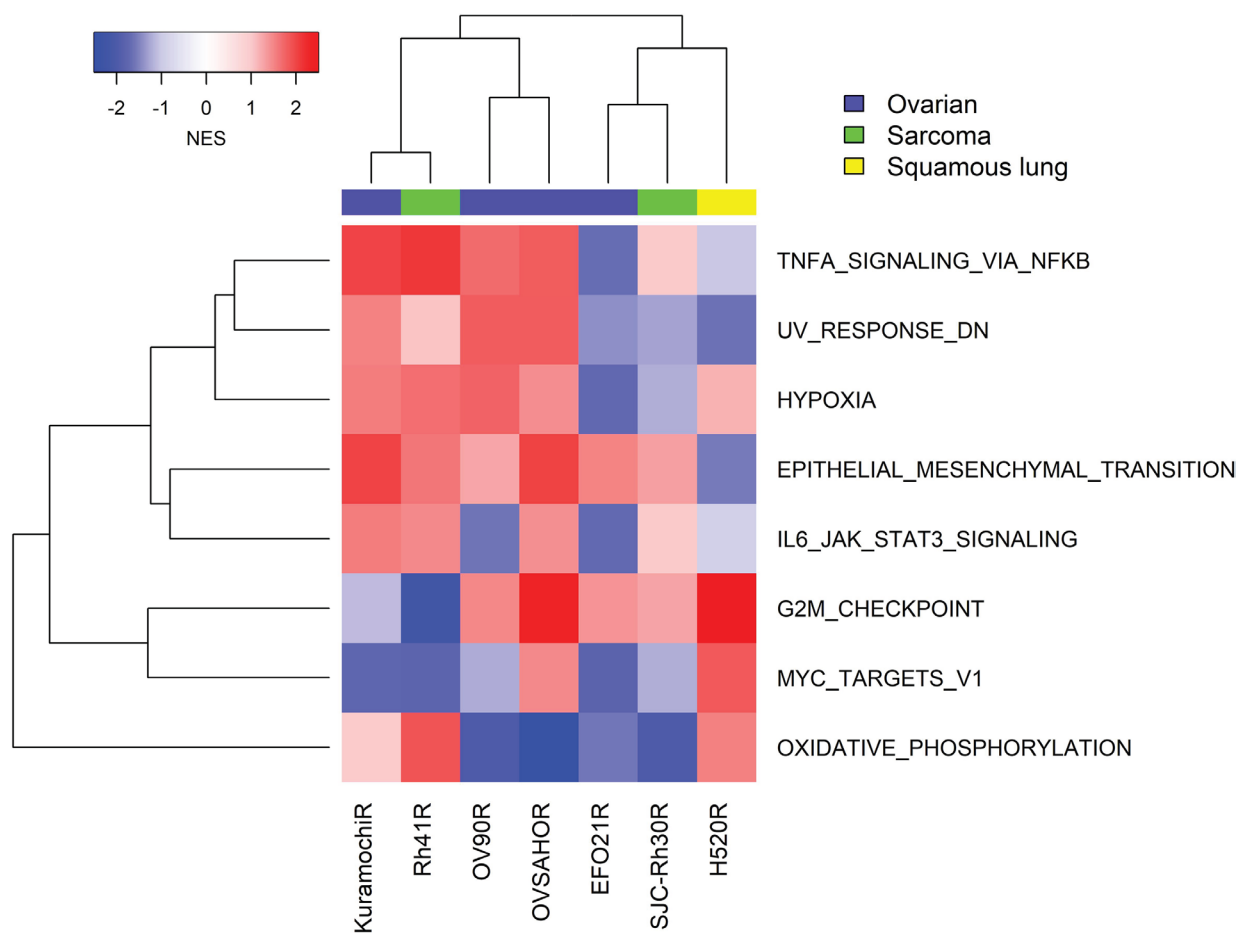 -2 -1 0 1 2
NES
Ovarian
Sarcoma
Squamous lung
TNFA_SIGNALING_VIA_NFKB
UV_RESPONSE_DN
HYPOXIA
EPITHELIAL_MESENCHYMAL_TRANSITION
IL6_JAK_STAT3_SIGNALING
G2M_CHECKPOINT
MYC_TARGETS_V1
OXIDATIVE_PHOSPHORYLATION
KuramochiR
Rh41R
OV90R
OVSAHOR
EFO21R
SJC-Rh30R
H520R